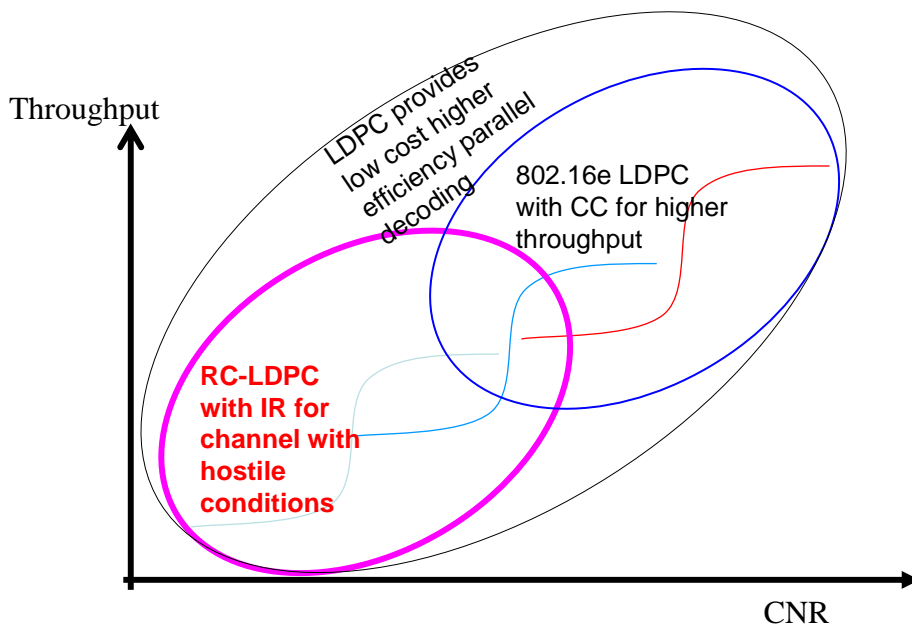 Throughput
LDPC provides
low cost higher
efficiency parallel
decoding
802.16e LDPC
with CC for higher
throughput
RC-LDPC
with IR for
channel with
hostile
conditions
CNR